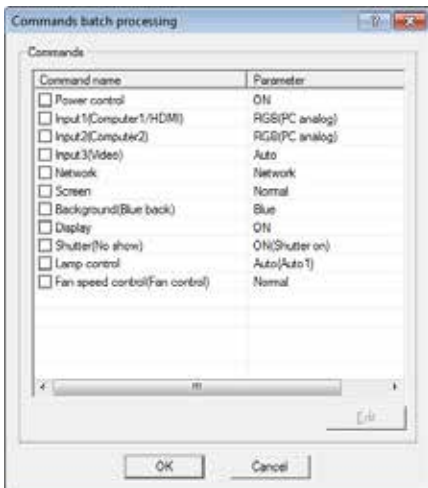 Commands batch processing
Commands
Command name Parameter
Power control ON
Input1(Computer1/HDMI) RGB(PC analog)
Input2(Computer2) RGB(PC analog)
Input3(Video) Auto
Network Network
Screen Normal
Background(Blue back) Blue
Display ON
Shutter(No show) ON(Shutter on)
Lamp control Auto(Auto1)
Fan speed control(Fan control) Normal
Edit
OK Cancel